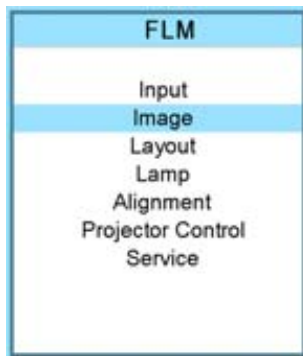 FLM
Input
Image
Layout
Lamp
Alignment
Projector Control
Service